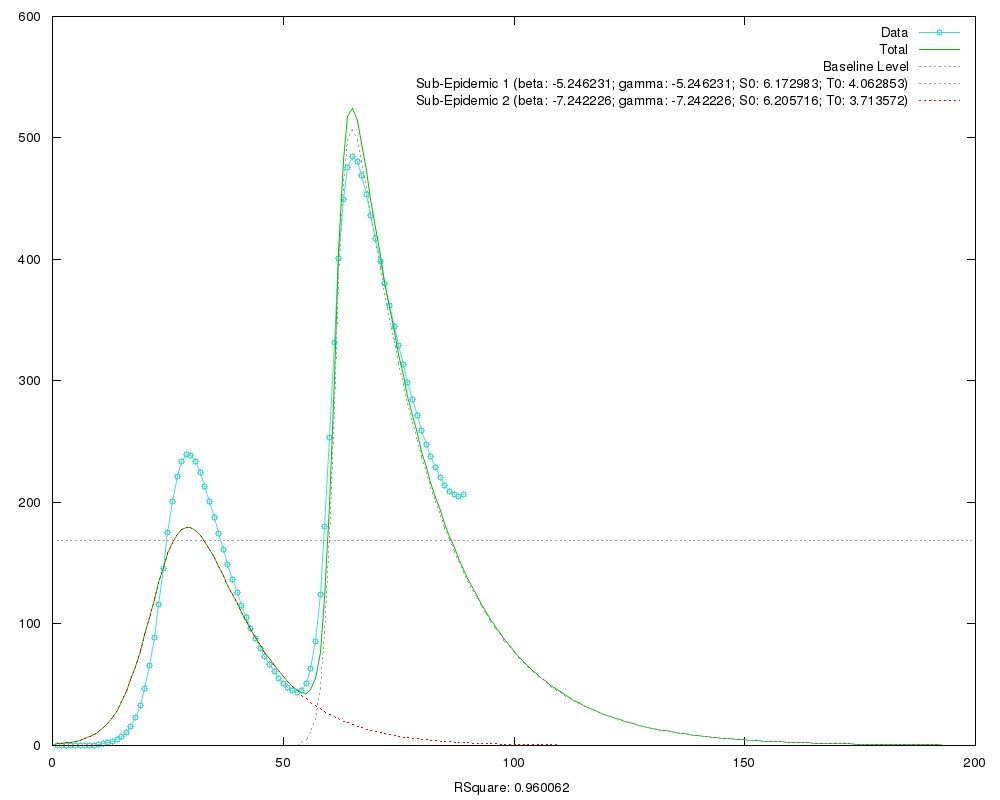 600
500
400
300
200
100
0
0
50
100
150
200
Data
Total
Baseline Level
Sub-Epidemic 1 (beta: -5.246231; gamma: -5.246231; S0: 6.172983; T0: 4.062853)
Sub-Epidemic 2 (beta: -7.242226; gamma: -7.242226; S0: 6.205716; T0: 3.713572)
RSquare: 0.960062